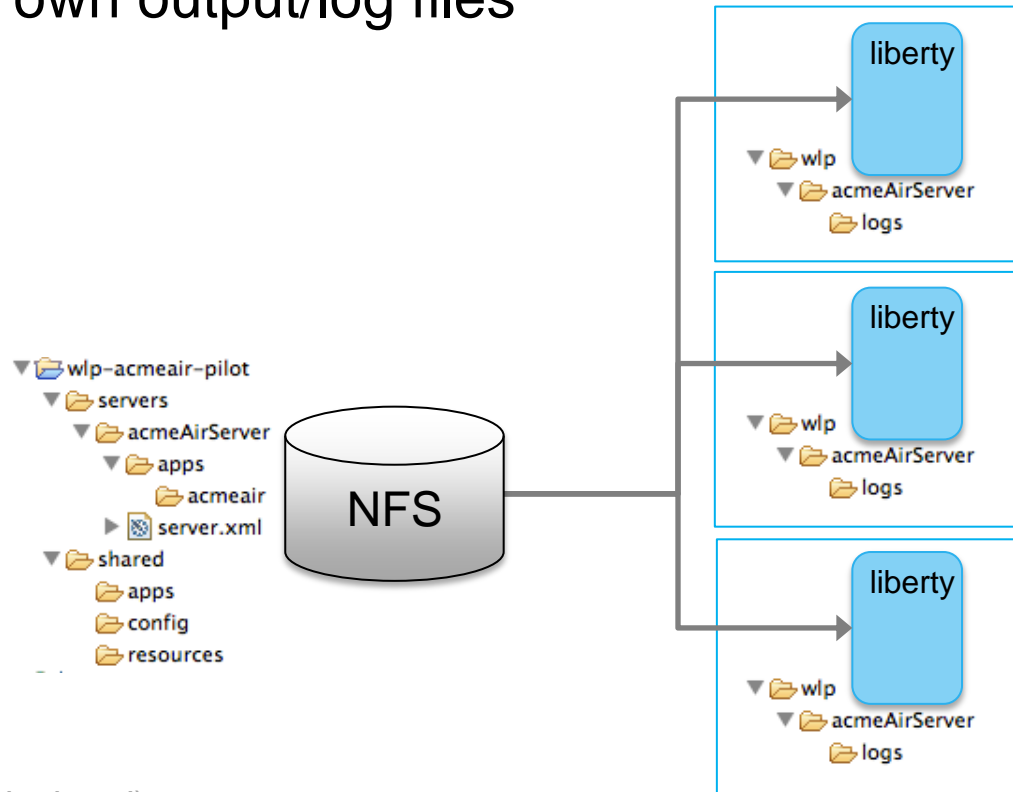 own output/log files
liberty
wlp
acmeAirServer
logs
liberty
wlp
acmeAirServer
logs
wlp-acmeair-pilot
servers
acmeAirServer
apps
acmeair
server.xml
shared
apps
config
resources
NFS
liberty
wlp
acmeAirServer
logs